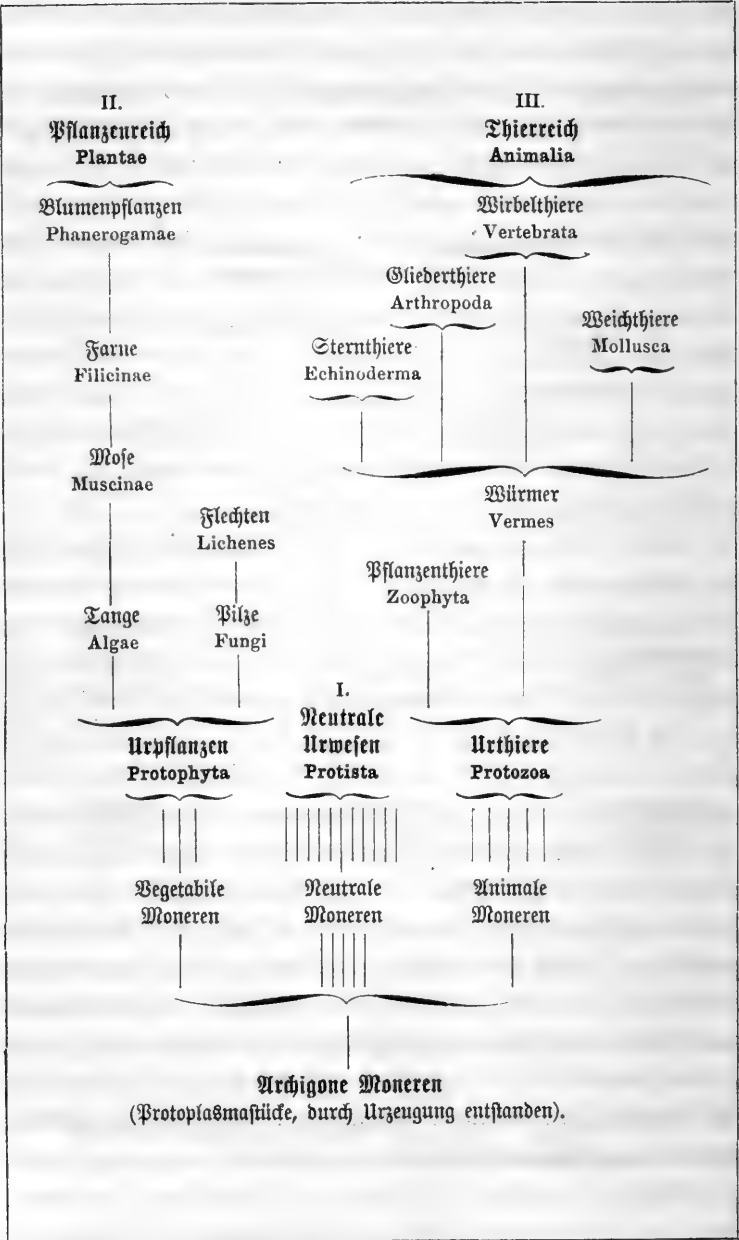 II.
Pflanzenreich
Plantae
III.
Thierreich
Animalia
Blumenpflanzen
Phanerogamae
Wirbelthiere
Vertebrata
Gliederthiere
Arthropoda
Weichthiere
Mollusca
Farne
Filicinae
Sternthiere
Echinoderma
Mose
Muscinae
Würmer
Vermes
Flechten
Lichenes
Pflanzenthiere
Zoophyta
Tange
Algae
Pilze
Fungi
I.
Neutrale
Urwesen
Protista
Urpflanzen
Protophyta
Urthiere
Protozoa
Vegetabile
Moneren
Neutrale
Moneren
Animale
Moneren
Archigone Moneren
(Protoplasmastücke, durch Urzeugung entstanden).